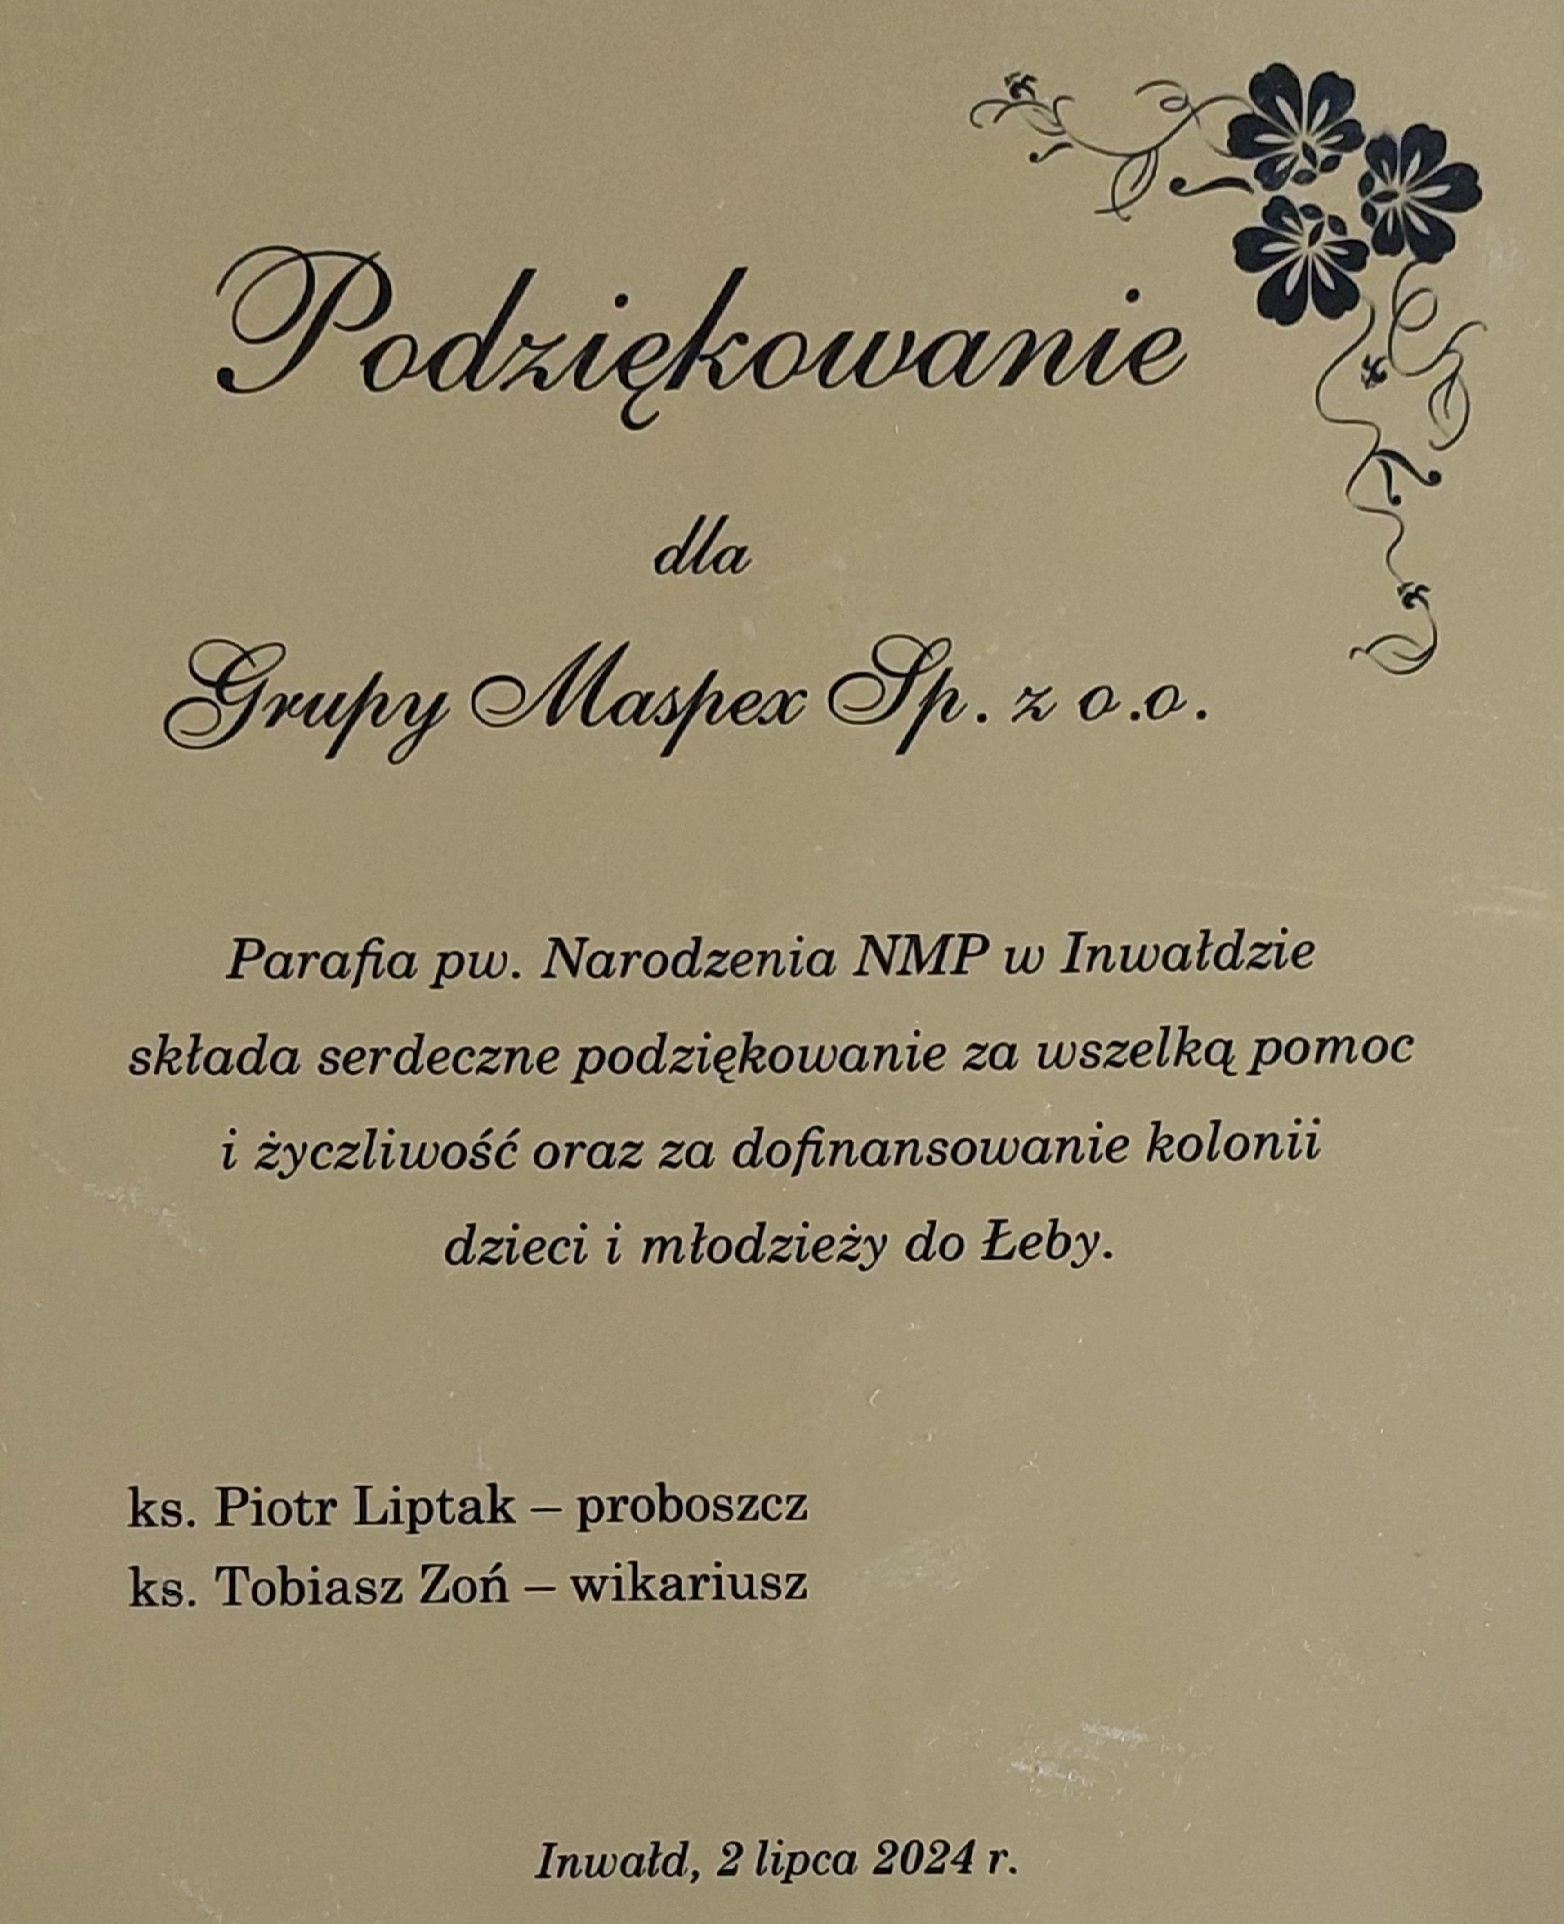 Podziękowanie
dla
Grupy Maspex Sp. z o.o.
Parafia pw. Narodzenia NMP w Inwałdzie
składa serdeczne podziękowanie za wszelką pomoc
i życzliwość oraz za dofinansowanie kolonii
dzieci i młodzieży do Łeby.
ks. Piotr Liptak – proboszcz
ks. Tobiasz Zoń – wikariusz
Inwałd, 2 lipca 2024 r.